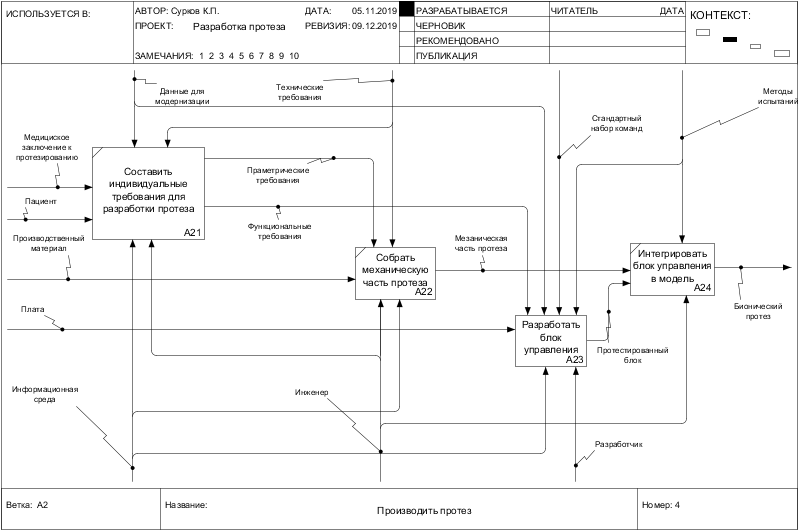 ИСПОЛЬЗУЕТСЯ В:
АВТОР: Сурков К.П.
ДАТА: 05.11.2019
РАЗРАБАТЫВАЕТСЯ
ЧИТАТЕЛЬ
ДАТА
КОНТЕКСТ:
ПРОЕКТ: Разработка протеза
РЕВИЗИЯ: 09.12.2019
ЧЕРНОВИК
РЕКОМЕНДОВАНО
ЗАМЕЧАНИЯ: 1 2 3 4 5 6 7 8 9 10
ПУБЛИКАЦИЯ
Данные для
модернизации
Технические
требования
Стандартный
набор команд
Методы
испытаний
Медициское
заключение к
протезированию
Пациент
Производственный
материал
Плата
Составить
индивидуальные
требования для
разработки протеза
A21
Праметрические
требования
Функциональные
требования
Собрать
механическую
часть протеза
A22
Мезаническая
часть протеза
Интегрировать
блок управления
в модель
A24
Бионический
протез
Разработать
блок
управления
A23
Протестированный
блок
Информационная
среда
Инженер
Разработчик
Ветка: A2
Название:
Производить протез
Номер: 4